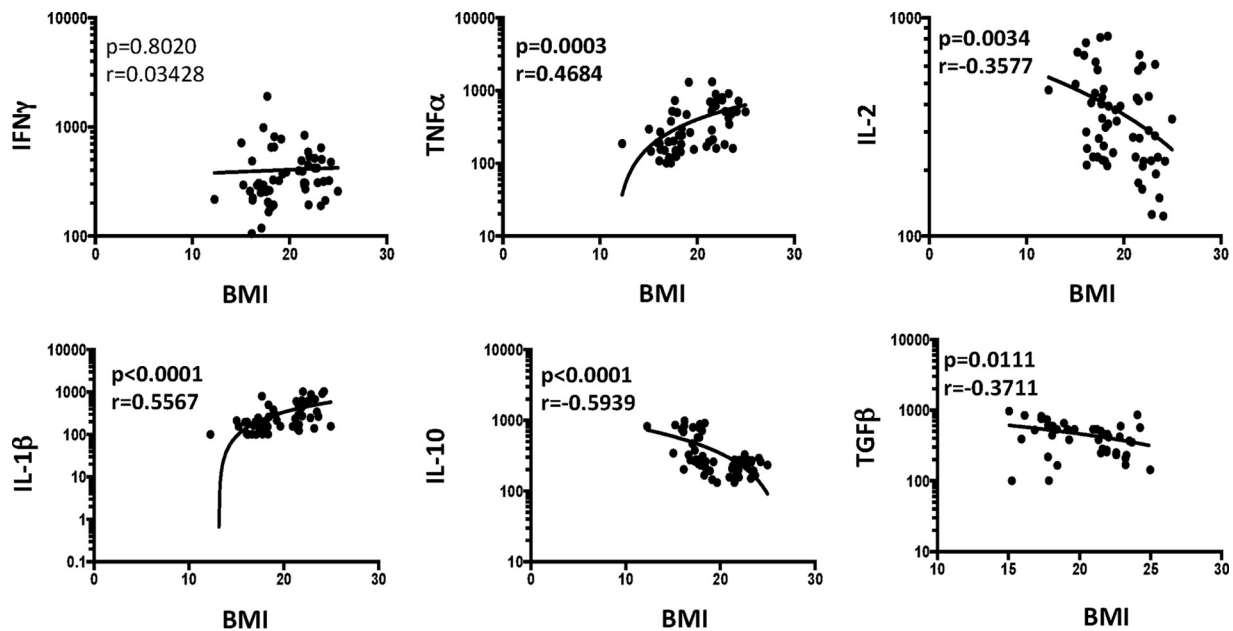 10000
p=0.8020
r=0.03428
1000
IFNγ
100
0
10
20
30
BMI
10000
p=0.0003
r=0.4684
1000
TNFα
100
10
0
10
20
30
BMI
1000
p=0.0034
r=-0.3577
IL-2
100
0
10
20
30
BMI
10000
p<0.0001
r=0.5567
1000
100
IL-1β
10
1
0.1
0
10
20
30
BMI
10000
p<0.0001
r=-0.5939
1000
IL-10
100
10
0
10
20
30
BMI
10000
p=0.0111
r=-0.3711
1000
TGFβ
100
10
10
15
20
25
30
BMI